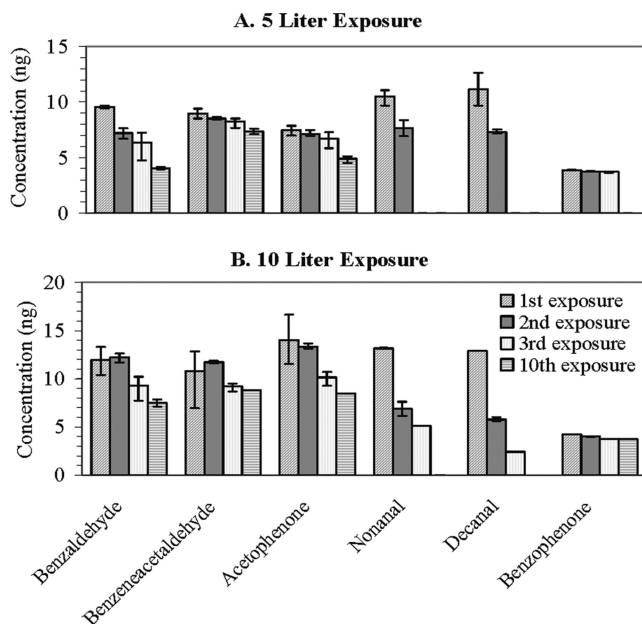 A. 5 Liter Exposure
Concentration (ng)
15
10
5
0
B. 10 Liter Exposure
Concentration (ng)
20
15
10
5
0
1st exposure
2nd exposure
3rd exposure
10th exposure
Benzaldehyde
Benzeneacetaldehyde
Acetophenone
Nonanal
Decanal
Benzophenone